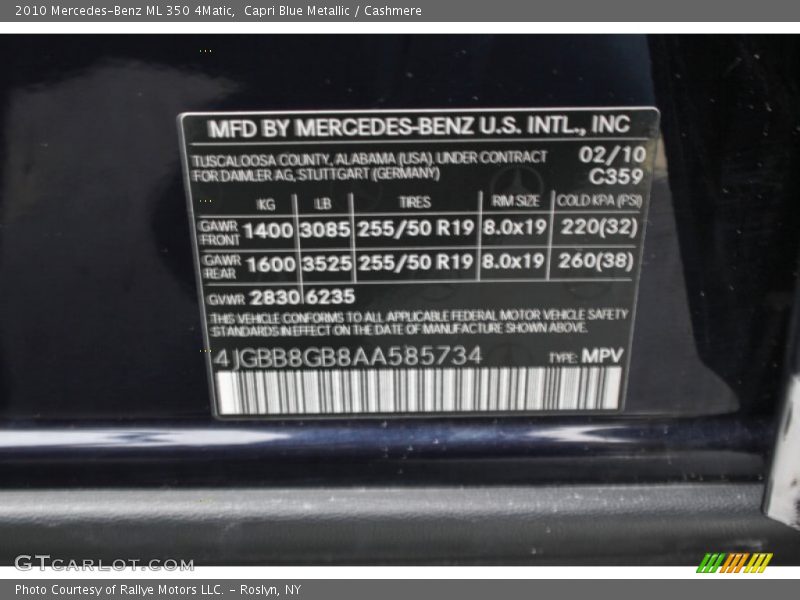 2010 Mercedes-Benz ML 350 4Matic,  Capri Blue Metallic / Cashmere
MFD BY MERCEDES-BENZ U.S. INTL., INC
TUSCALOOSA COUNTY, ALABAMA (USA), UNDER CONTRACT 02/10
FOR DAIMLER AG, STUTTGART (GERMANY) C359
KG LB TIRES RIM SIZE COLD KPA (PSI)
GAWR FRONT 1400 3085 255/50 R19 8.0x19 220(32)
GAWR REAR 1600 3525 255/50 R19 8.0x19 260(38)
GVWR 2830 6235
THIS VEHICLE CONFORMS TO ALL APPLICABLE FEDERAL MOTOR VEHICLE SAFETY
STANDARDS IN EFFECT ON THE DATE OF MANUFACTURE SHOWN ABOVE.
4JGBB8GB8AA585734 TYPE: MPV
GTCARLOT.COM
Photo Courtesy of Rallye Motors LLC. - Roslyn, NY